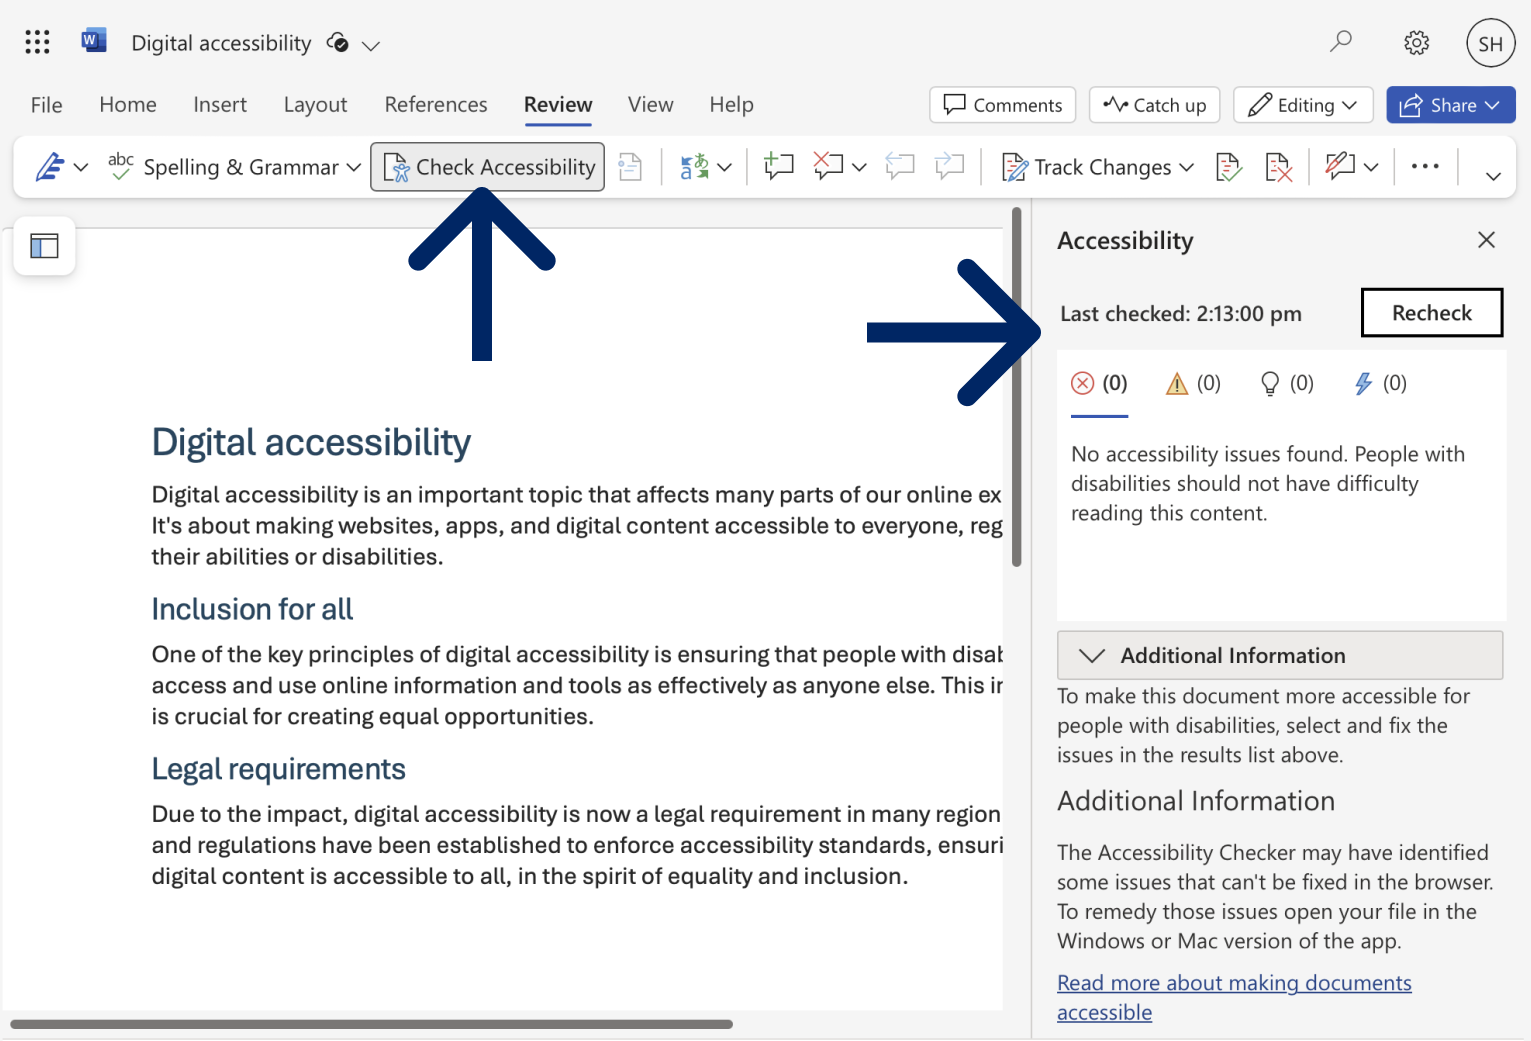 W Digital accessibility
SH
File Home Insert Layout References Review View Help
Comments Catch up Editing Share
abc Spelling & Grammar Check Accessibility aあ Track Changes ...
Accessibility
Last checked: 2:13:00 pm Recheck
(0) (0) (0) (0)
No accessibility issues found. People with
disabilities should not have difficulty
reading this content.
Additional Information
To make this document more accessible for
people with disabilities, select and fix the
issues in the results list above.
Additional Information
The Accessibility Checker may have identified
some issues that can't be fixed in the browser.
To remedy those issues open your file in the
Windows or Mac version of the app.
Read more about making documents
accessible
Digital accessibility
Digital accessibility is an important topic that affects many parts of our online ex
It's about making websites, apps, and digital content accessible to everyone, reg
their abilities or disabilities.
Inclusion for all
One of the key principles of digital accessibility is ensuring that people with disab
access and use online information and tools as effectively as anyone else. This in
is crucial for creating equal opportunities.
Legal requirements
Due to the impact, digital accessibility is now a legal requirement in many region
and regulations have been established to enforce accessibility standards, ensuri
digital content is accessible to all, in the spirit of equality and inclusion.